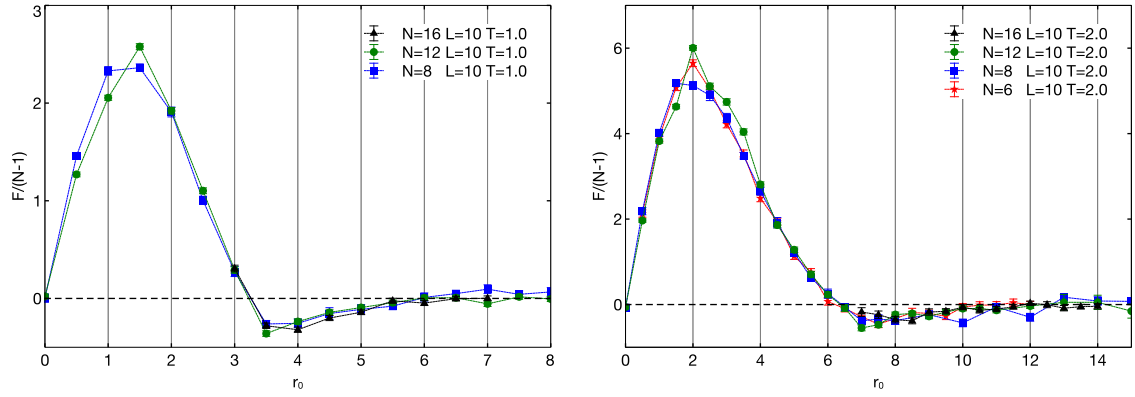 3
2
1
0
F/(N-1)
N=16 L=10 T=1.0
N=12 L=10 T=1.0
N=8 L=10 T=1.0
0 1 2 3 4 5 6 7 8
r0
6
4
2
0
F/(N-1)
N=16 L=10 T=2.0
N=12 L=10 T=2.0
N=8 L=10 T=2.0
N=6 L=10 T=2.0
0 2 4 6 8 10 12 14
r0